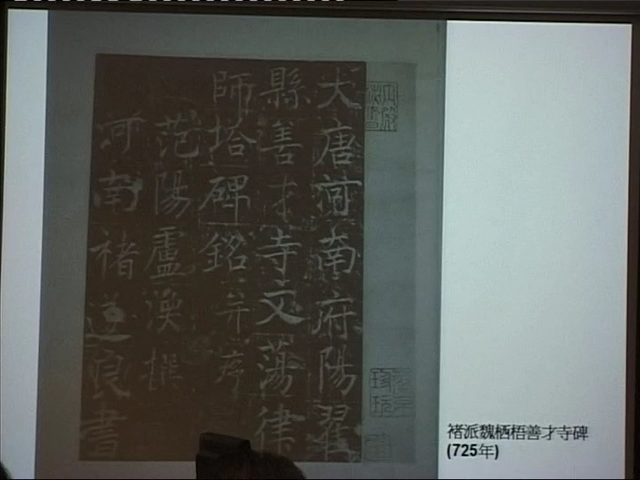 大唐河南府陽翟
縣善才寺文蕩律
師塔碑銘并序
范陽盧渙撰
河南褚遂良書
褚派魏栖梧善才寺碑
(725年)